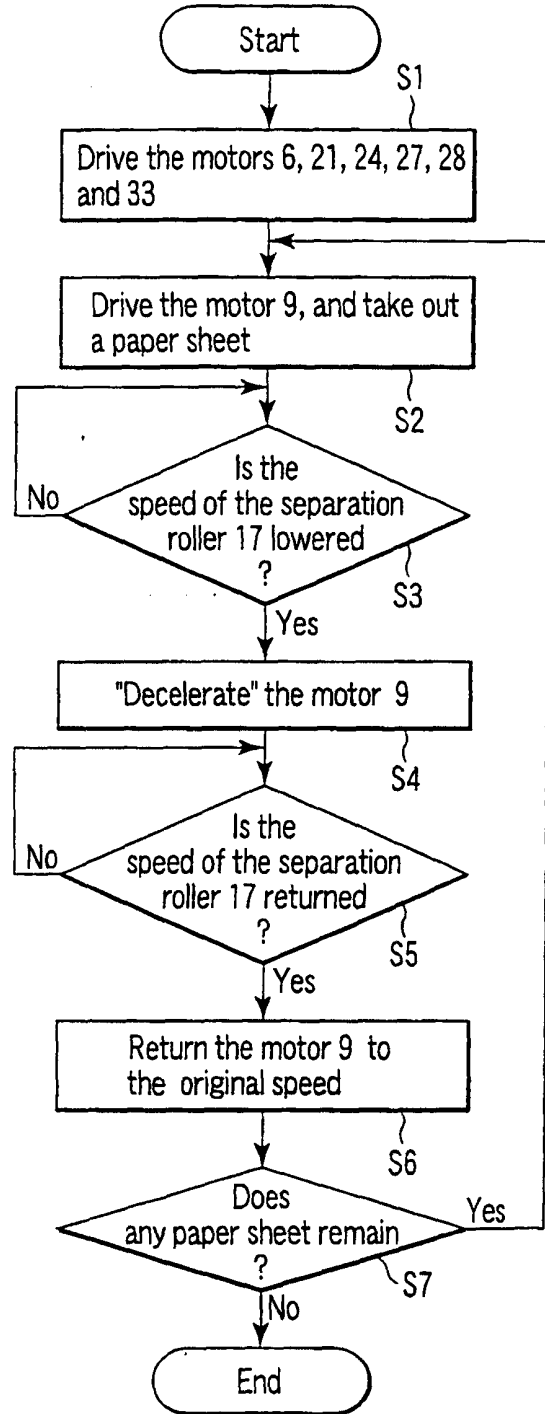 Start
S1
Drive the motors 6, 21, 24, 27, 28
and 33
Drive the motor 9, and take out
a paper sheet
S2
Is the
speed of the separation
roller 17 lowered
?
No
S3
Yes
"Decelerate" the motor 9
S4
Is the
speed of the separation
roller 17 returned
?
No
S5
Yes
Return the motor 9 to
the original speed
S6
Does
any paper sheet remain
?
Yes
S7
No
End